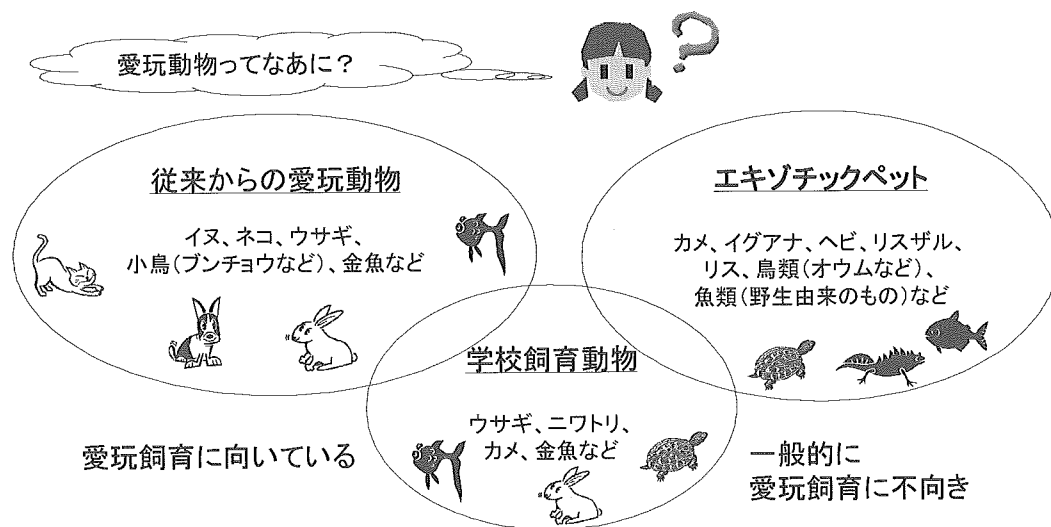 愛玩動物ってなあに？
従来からの愛玩動物
イヌ、ネコ、ウサギ、
小鳥(ブンチョウなど)、金魚など
エキゾチックペット
カメ、イグアナ、ヘビ、リスザル、
リス、鳥類(オウムなど)、
魚類(野生由来のもの)など
学校飼育動物
ウサギ、ニワトリ、
カメ、金魚など
愛玩飼育に向いている
一般的に
愛玩飼育に不向き